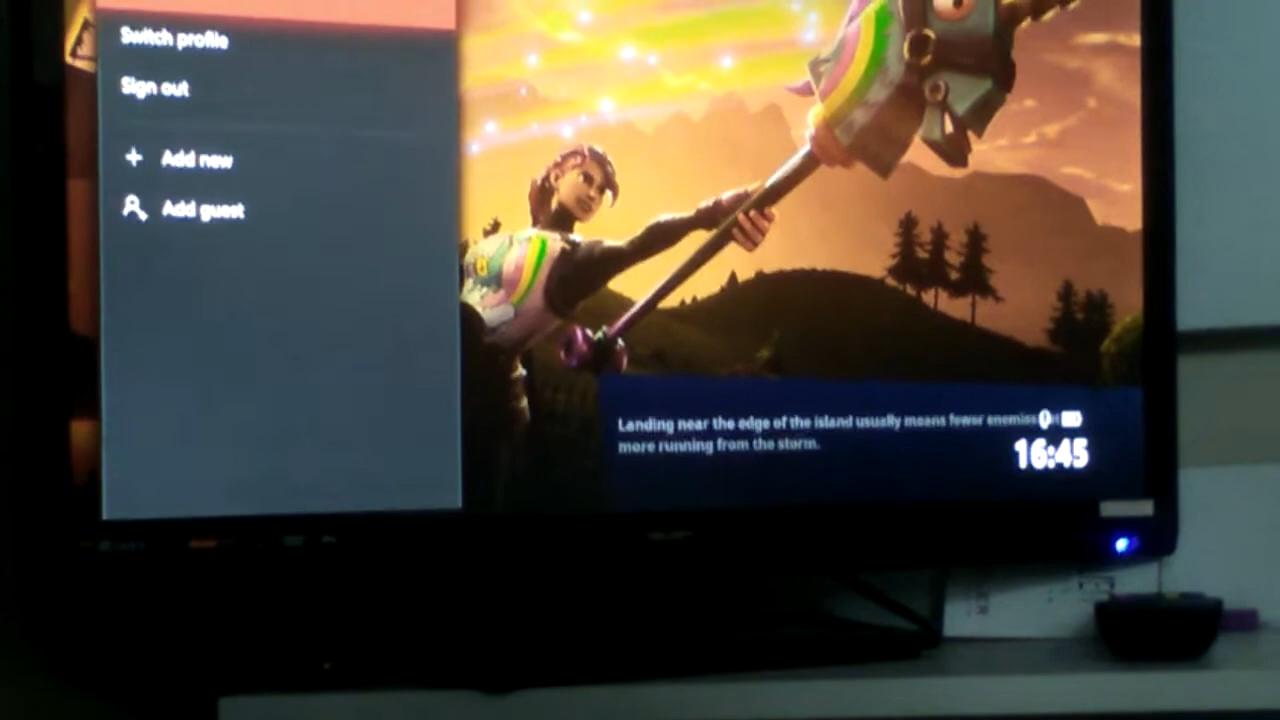 Switch profile
Sign out
Add new
Add guest
Landing near the edge of the island usually means fewer enemies
more running from the storm.
16:45